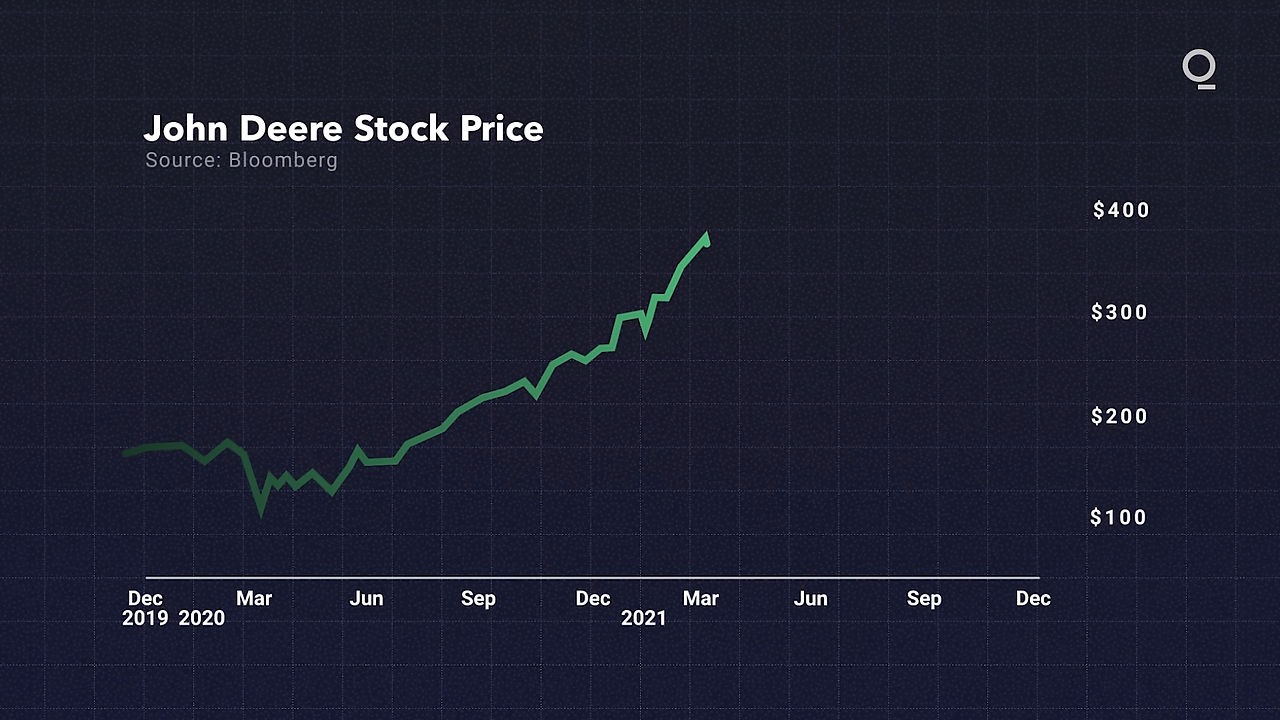 John Deere Stock Price
Source: Bloomberg
$400
$300
$200
$100
Dec Mar Jun Sep Dec Mar Jun Sep Dec
2019 2020 2021